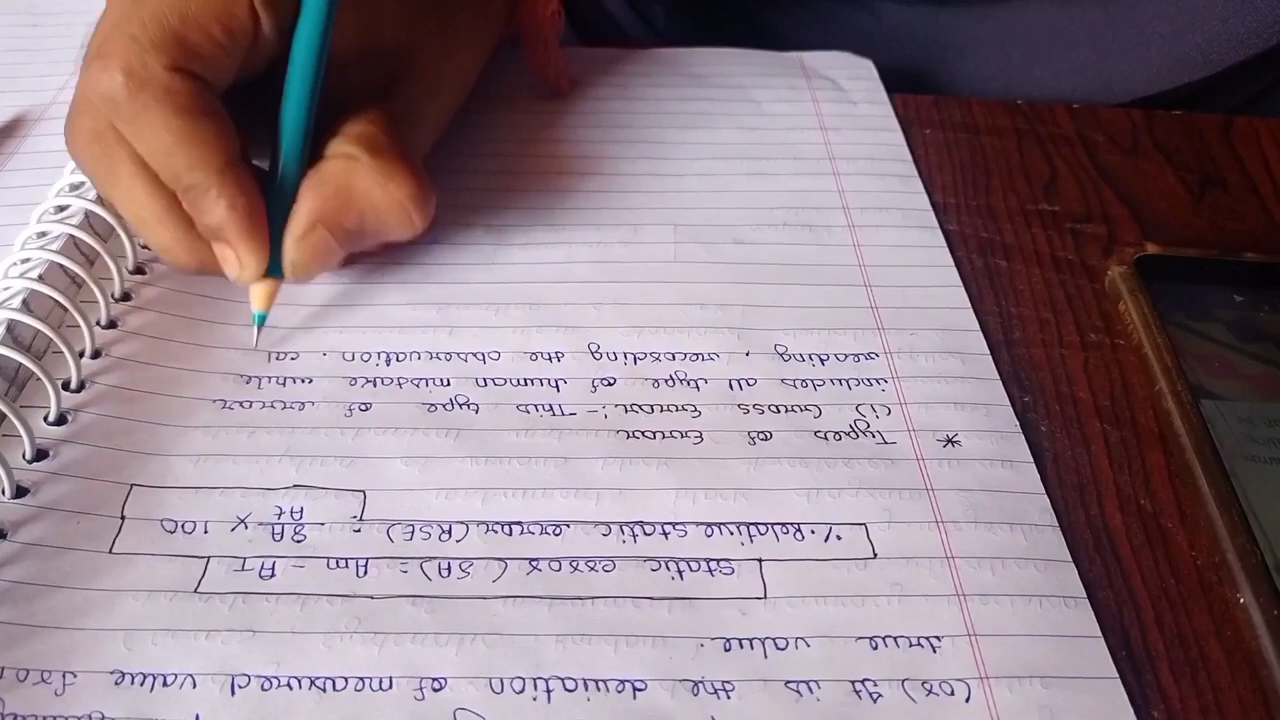 (or) It is the deviation of measured value from
true value.
Static error (δA) = Am - AT
%. Relative static error (RSE) = δA/At × 100
* Types of Error
(i) Gross Error:- This type of error
includes all type of human mistake while
reading, recording the observation. cal